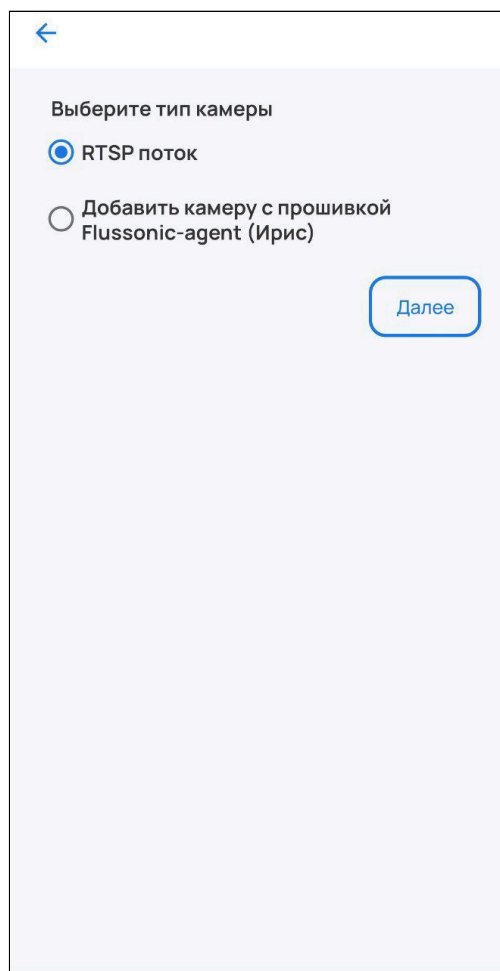 Выберите тип камеры
RTSP поток
Добавить камеру с прошивкой
Flussonic-agent (Ирис)
Далее